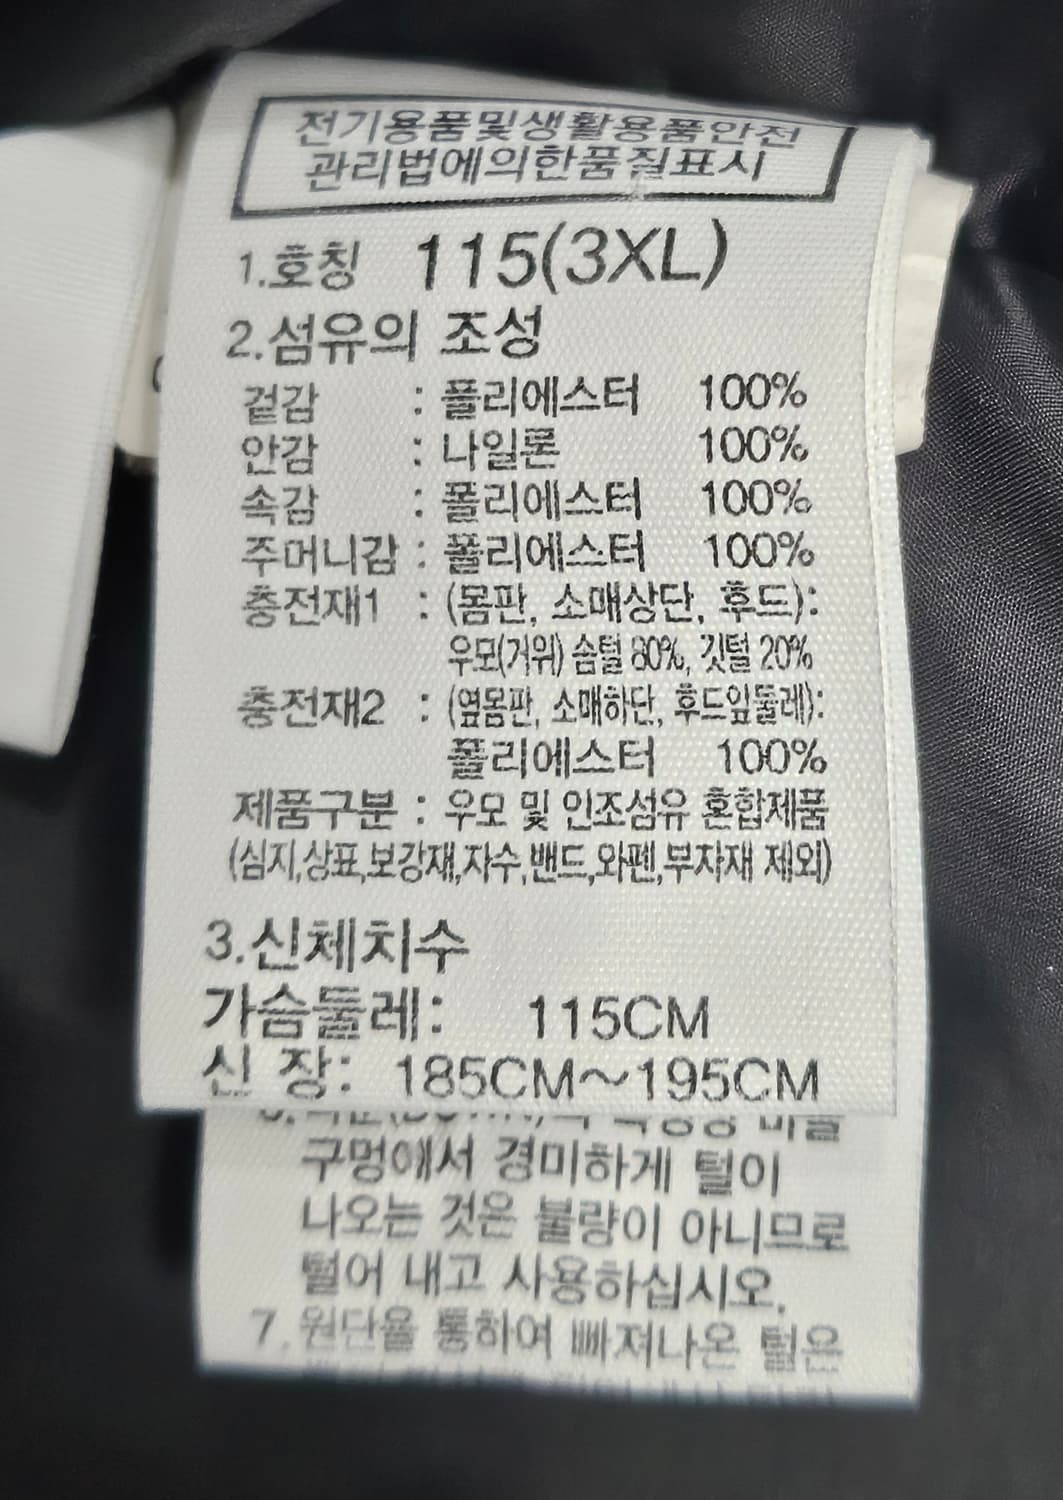 전기용품및생활용품안전
관리법에의한품질표시
1.호칭 115(3XL)
2.섬유의 조성
겉감 : 폴리에스터 100%
안감 : 나일론 100%
속감 : 폴리에스터 100%
주머니감 : 폴리에스터 100%
충전재1 : (몸판, 소매상단, 후드):
우모(거위) 솜털 80%, 깃털 20%
충전재2 : (옆몸판, 소매하단, 후드잎둘레):
폴리에스터 100%
제품구분 : 우모 및 인조섬유 혼합제품
(심지,상표,보강재,자수,밴드,와펜,부자재 제외)
3.신체치수
가슴둘레: 115CM
신 장: 185CM~195CM
구멍에서 경미하게 털이
나오는 것은 불량이 아니므로
털어 내고 사용하십시오.
7. 원단을 통하여 빠져나온 털은